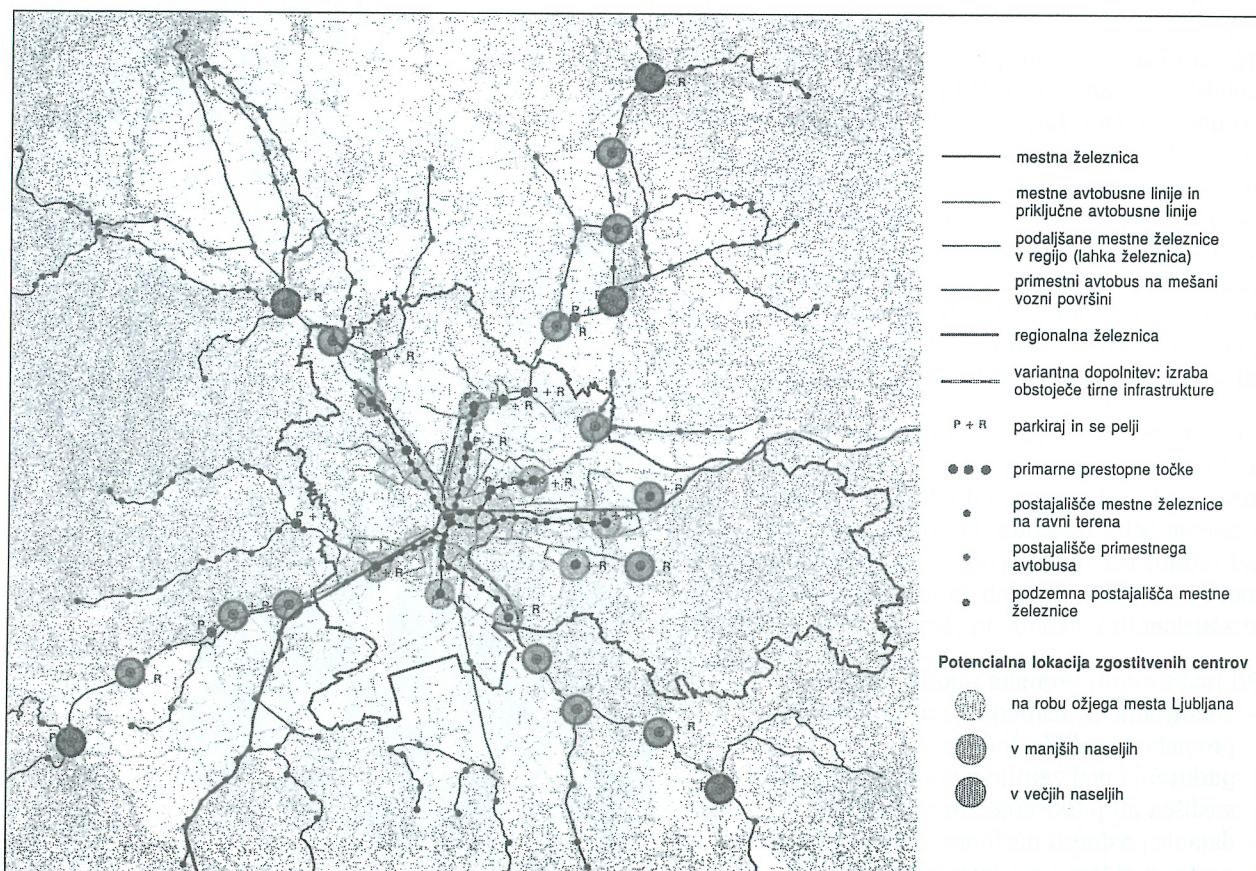 mestna železnica
mestne avtobusne linije in
priključne avtobusne linije
podaljšane mestne železnice
v regijo (lahka železnica)
primestni avtobus na mešani
vozni površini
regionalna železnica
variantna dopolnitev: izraba
obstoječe tirne infrastrukture
P + R parkiraj in se pelji
primarne prestopne točke
postajališče mestne železnice
na ravni terena
postajališče primestnega
avtobusa
podzemna postajališča mestne
železnice
Potencialna lokacija zgostitvenih centrov
na robu ožjega mesta Ljubljana
v manjših naseljih
v večjih naseljih